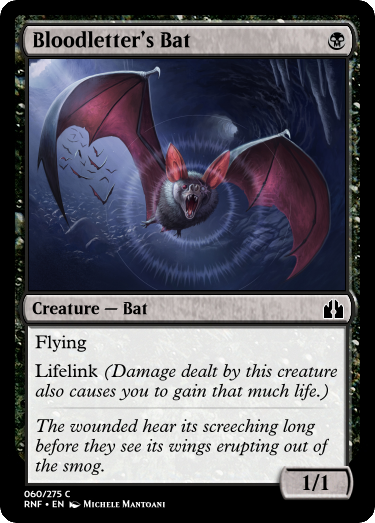 Bloodletter's Bat
Creature — Bat
Flying
Lifelink (Damage dealt by this creature
also causes you to gain that much life.)
The wounded hear its screeching long
before they see its wings erupting out of
the smog.
1/1
060/275 C
RNF • EN Michele Mantoani